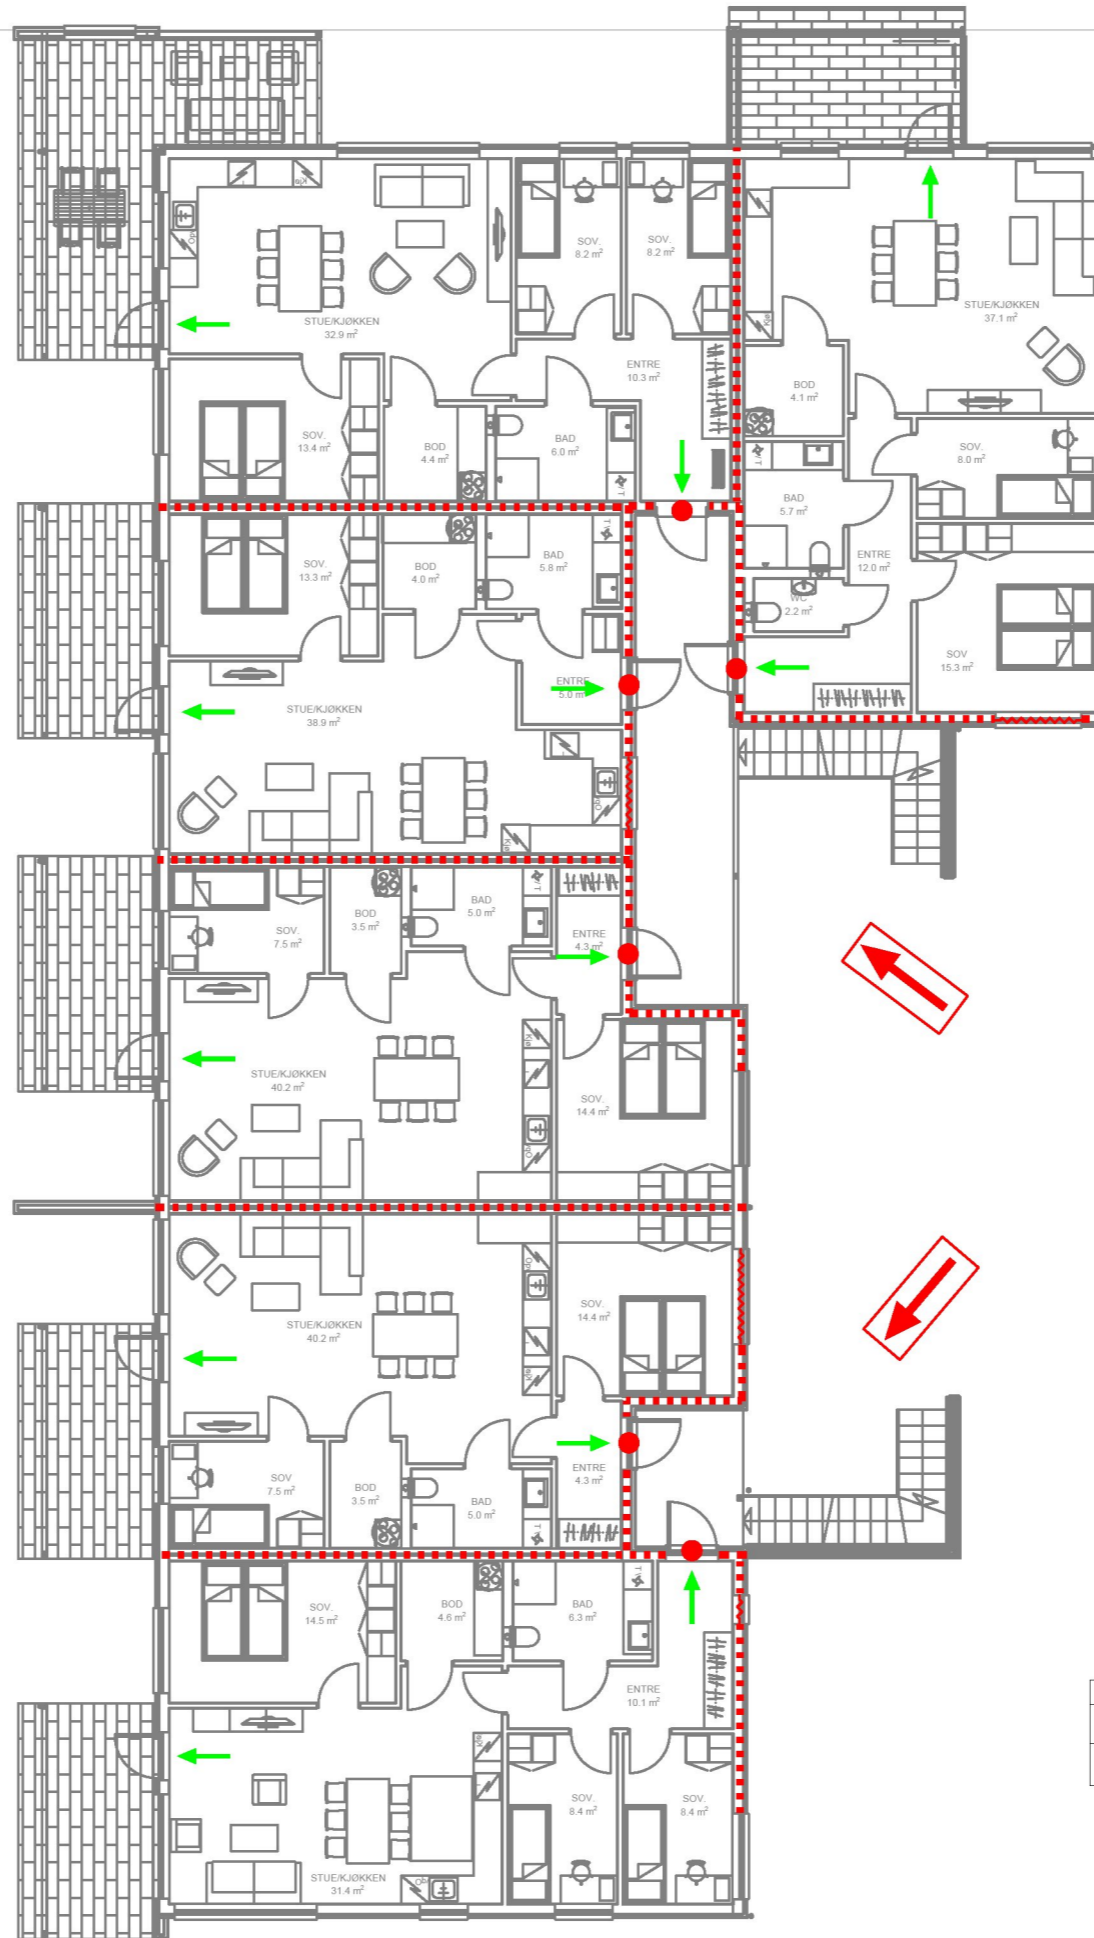 SOV.
8.2 m²
SOV.
8.2 m²
STUE/KJØKKEN
32.9 m²
STUE/KJØKKEN
37.1 m²
ENTRE
10.3 m²
BOD
4.1 m²
SOV.
13.4 m²
BOD
4.4 m²
BAD
6.0 m²
SOV.
8.0 m²
BAD
5.7 m²
SOV.
13.3 m²
BOD
4.0 m²
BAD
5.8 m²
ENTRE
12.0 m²
WC
2.2 m²
SOV
15.3 m²
ENTRE
5.0 m²
STUE/KJØKKEN
38.9 m²
SOV.
7.5 m²
BOD
3.5 m²
BAD
5.0 m²
ENTRE
4.3 m²
STUE/KJØKKEN
40.2 m²
SOV.
14.4 m²
STUE/KJØKKEN
40.2 m²
SOV.
14.4 m²
SOV
7.5 m²
BOD
3.5 m²
BAD
5.0 m²
ENTRE
4.3 m²
SOV.
14.5 m²
BOD
4.6 m²
BAD
6.3 m²
ENTRE
10.1 m²
SOV.
8.4 m²
SOV.
8.4 m²
STUE/KJØKKEN
31.4 m²